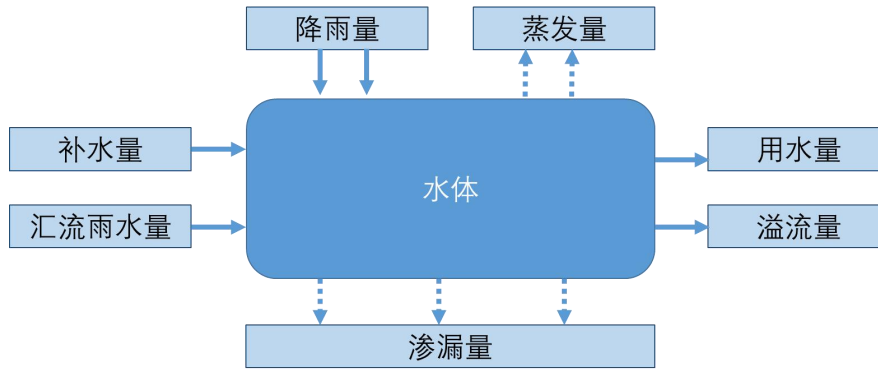 降雨量
蒸发量
补水量
用水量
水体
汇流雨水量
溢流量
渗漏量